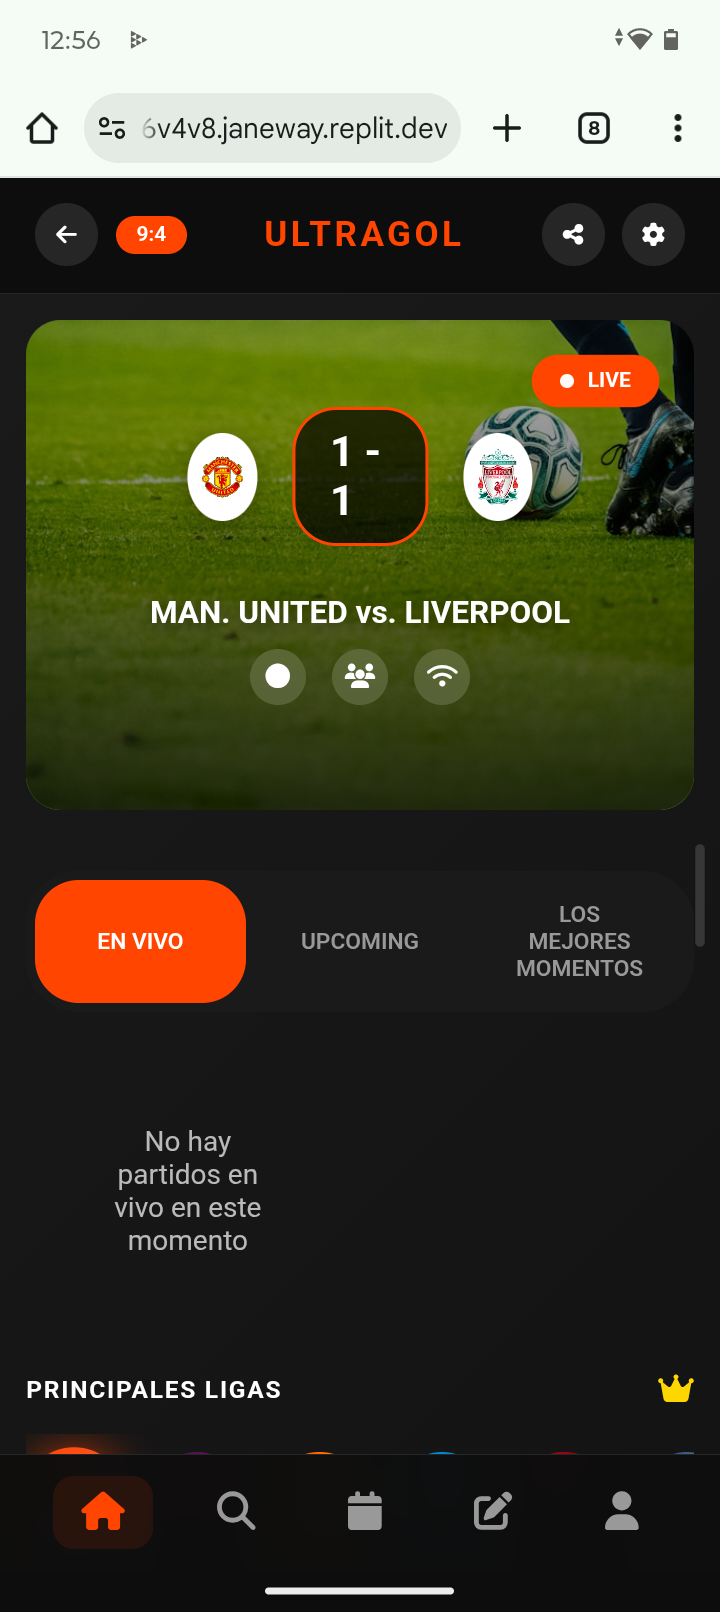 12:56
6v4v8.janeway.replit.dev
8
9:4
ULTRAGOL
LIVE
1 -
1
MAN. UNITED vs. LIVERPOOL
EN VIVO
UPCOMING
LOS
MEJORES
MOMENTOS
No hay
partidos en
vivo en este
momento
PRINCIPALES LIGAS